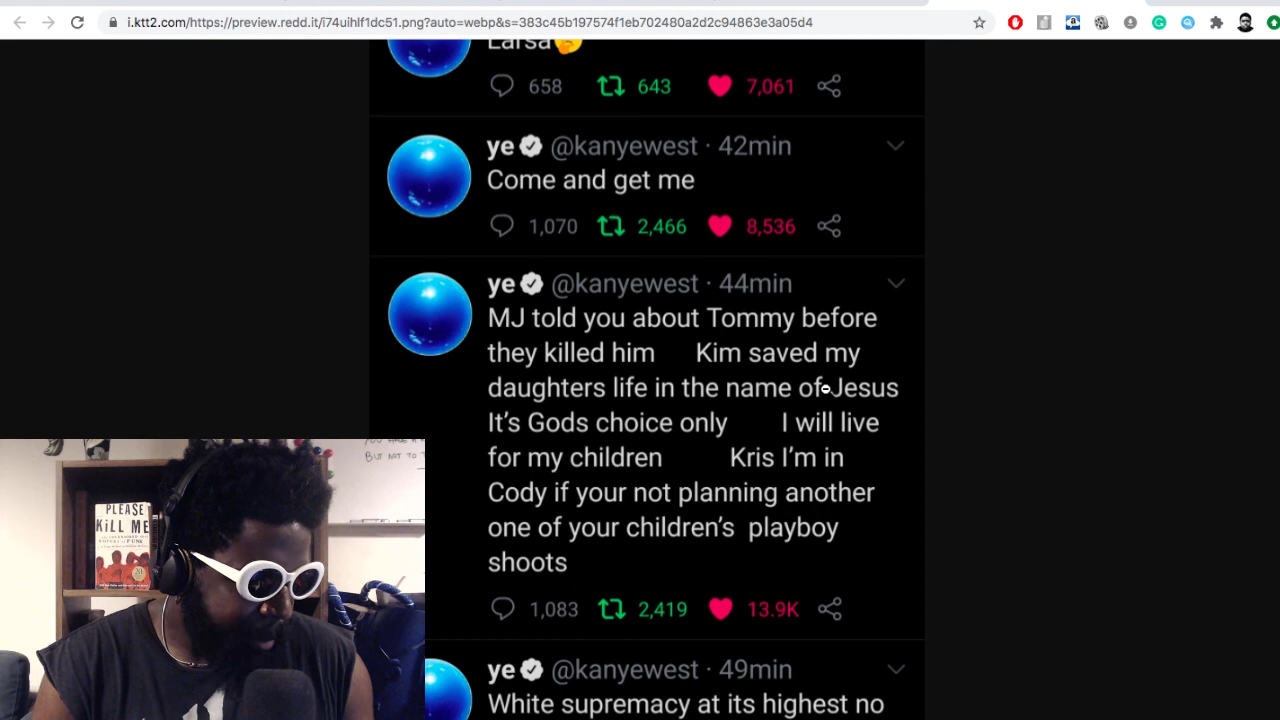 i.ktt2.com/https://preview.redd.it/i74uihlf1dc51.png?auto=webp&s=383c45b197574f1eb702480a2d2c94863e3a05d4
Larsa🤔
658 643 7,061
ye @kanyewest · 42min
Come and get me
1,070 2,466 8,536
ye @kanyewest · 44min
MJ told you about Tommy before
they killed him Kim saved my
daughters life in the name of Jesus
It's Gods choice only I will live
for my children Kris I'm in
Cody if your not planning another
one of your children's playboy
shoots
1,083 2,419 13.9K
ye @kanyewest · 49min
White supremacy at its highest no
BUT NOT TO
PLEASE
KiLL ME